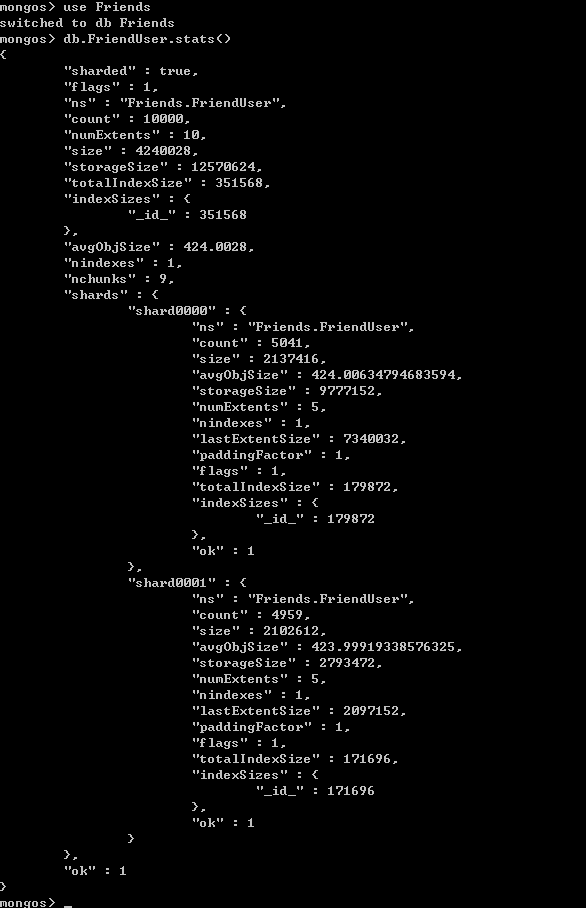 mongos> use Friends
switched to db Friends
mongos> db.FriendUser.stats()
{
        "sharded" : true,
        "flags" : 1,
        "ns" : "Friends.FriendUser",
        "count" : 10000,
        "numExtents" : 10,
        "size" : 4240028,
        "storageSize" : 12570624,
        "totalIndexSize" : 351568,
        "indexSizes" : {
                "_id_" : 351568
        },
        "avgObjSize" : 424.0028,
        "nindexes" : 1,
        "nchunks" : 9,
        "shards" : {
                "shard0000" : {
                        "ns" : "Friends.FriendUser",
                        "count" : 5041,
                        "size" : 2137416,
                        "avgObjSize" : 424.00634794683594,
                        "storageSize" : 9777152,
                        "numExtents" : 5,
                        "nindexes" : 1,
                        "lastExtentSize" : 7340032,
                        "paddingFactor" : 1,
                        "flags" : 1,
                        "totalIndexSize" : 179872,
                        "indexSizes" : {
                                "_id_" : 179872
                        },
                        "ok" : 1
                },
                "shard0001" : {
                        "ns" : "Friends.FriendUser",
                        "count" : 4959,
                        "size" : 2102612,
                        "avgObjSize" : 423.99919338576325,
                        "storageSize" : 2793472,
                        "numExtents" : 5,
                        "nindexes" : 1,
                        "lastExtentSize" : 2097152,
                        "paddingFactor" : 1,
                        "flags" : 1,
                        "totalIndexSize" : 171696,
                        "indexSizes" : {
                                "_id_" : 171696
                        },
                        "ok" : 1
                }
        },
        "ok" : 1
}
mongos> _